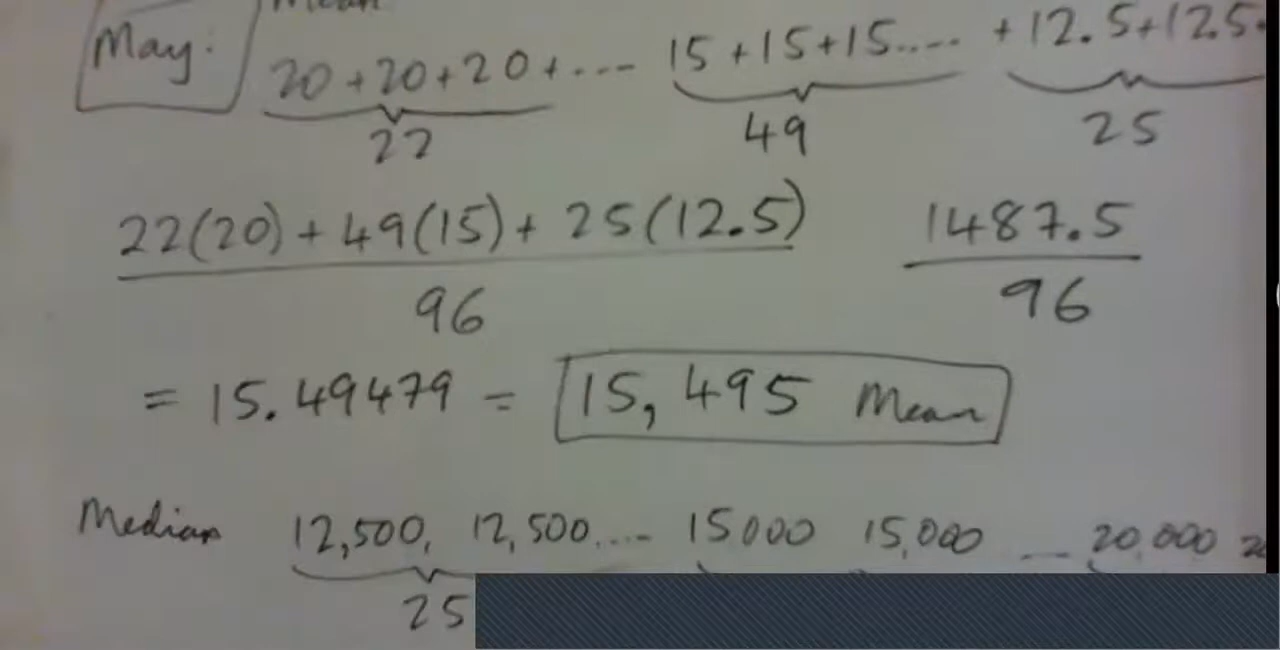 Mean
May:
20 + 20 + 20 + .... 15 + 15 + 15..... + 12.5 + 12.5
22 49 25
22(20) + 49(15) + 25(12.5) 1487.5
96 96
= 15.49479 = 15,495 Mean
Median 12,500, 12,500.... 15000 15,000 .... 20,000
25